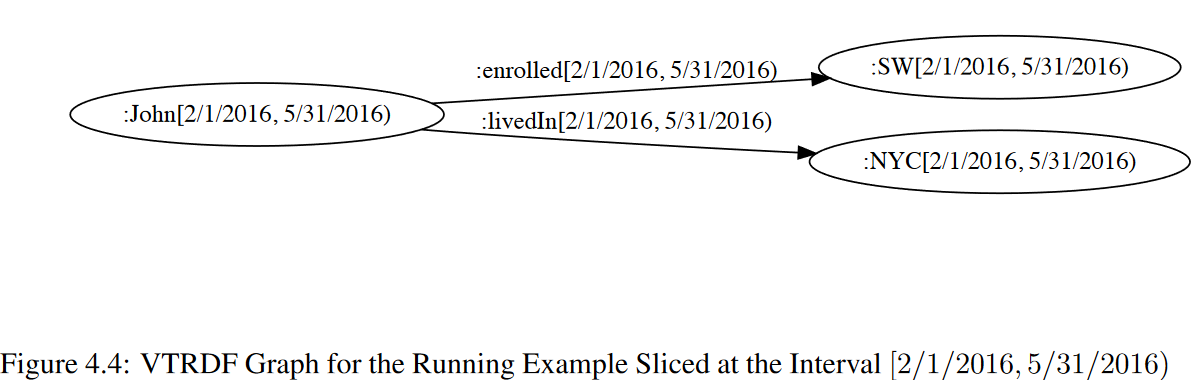 :enrolled[2/1/2016, 5/31/2016)
:SW[2/1/2016, 5/31/2016)
:John[2/1/2016, 5/31/2016)
:livedIn[2/1/2016, 5/31/2016)
:NYC[2/1/2016, 5/31/2016)
Figure 4.4: VTRDF Graph for the Running Example Sliced at the Interval [2/1/2016, 5/31/2016)